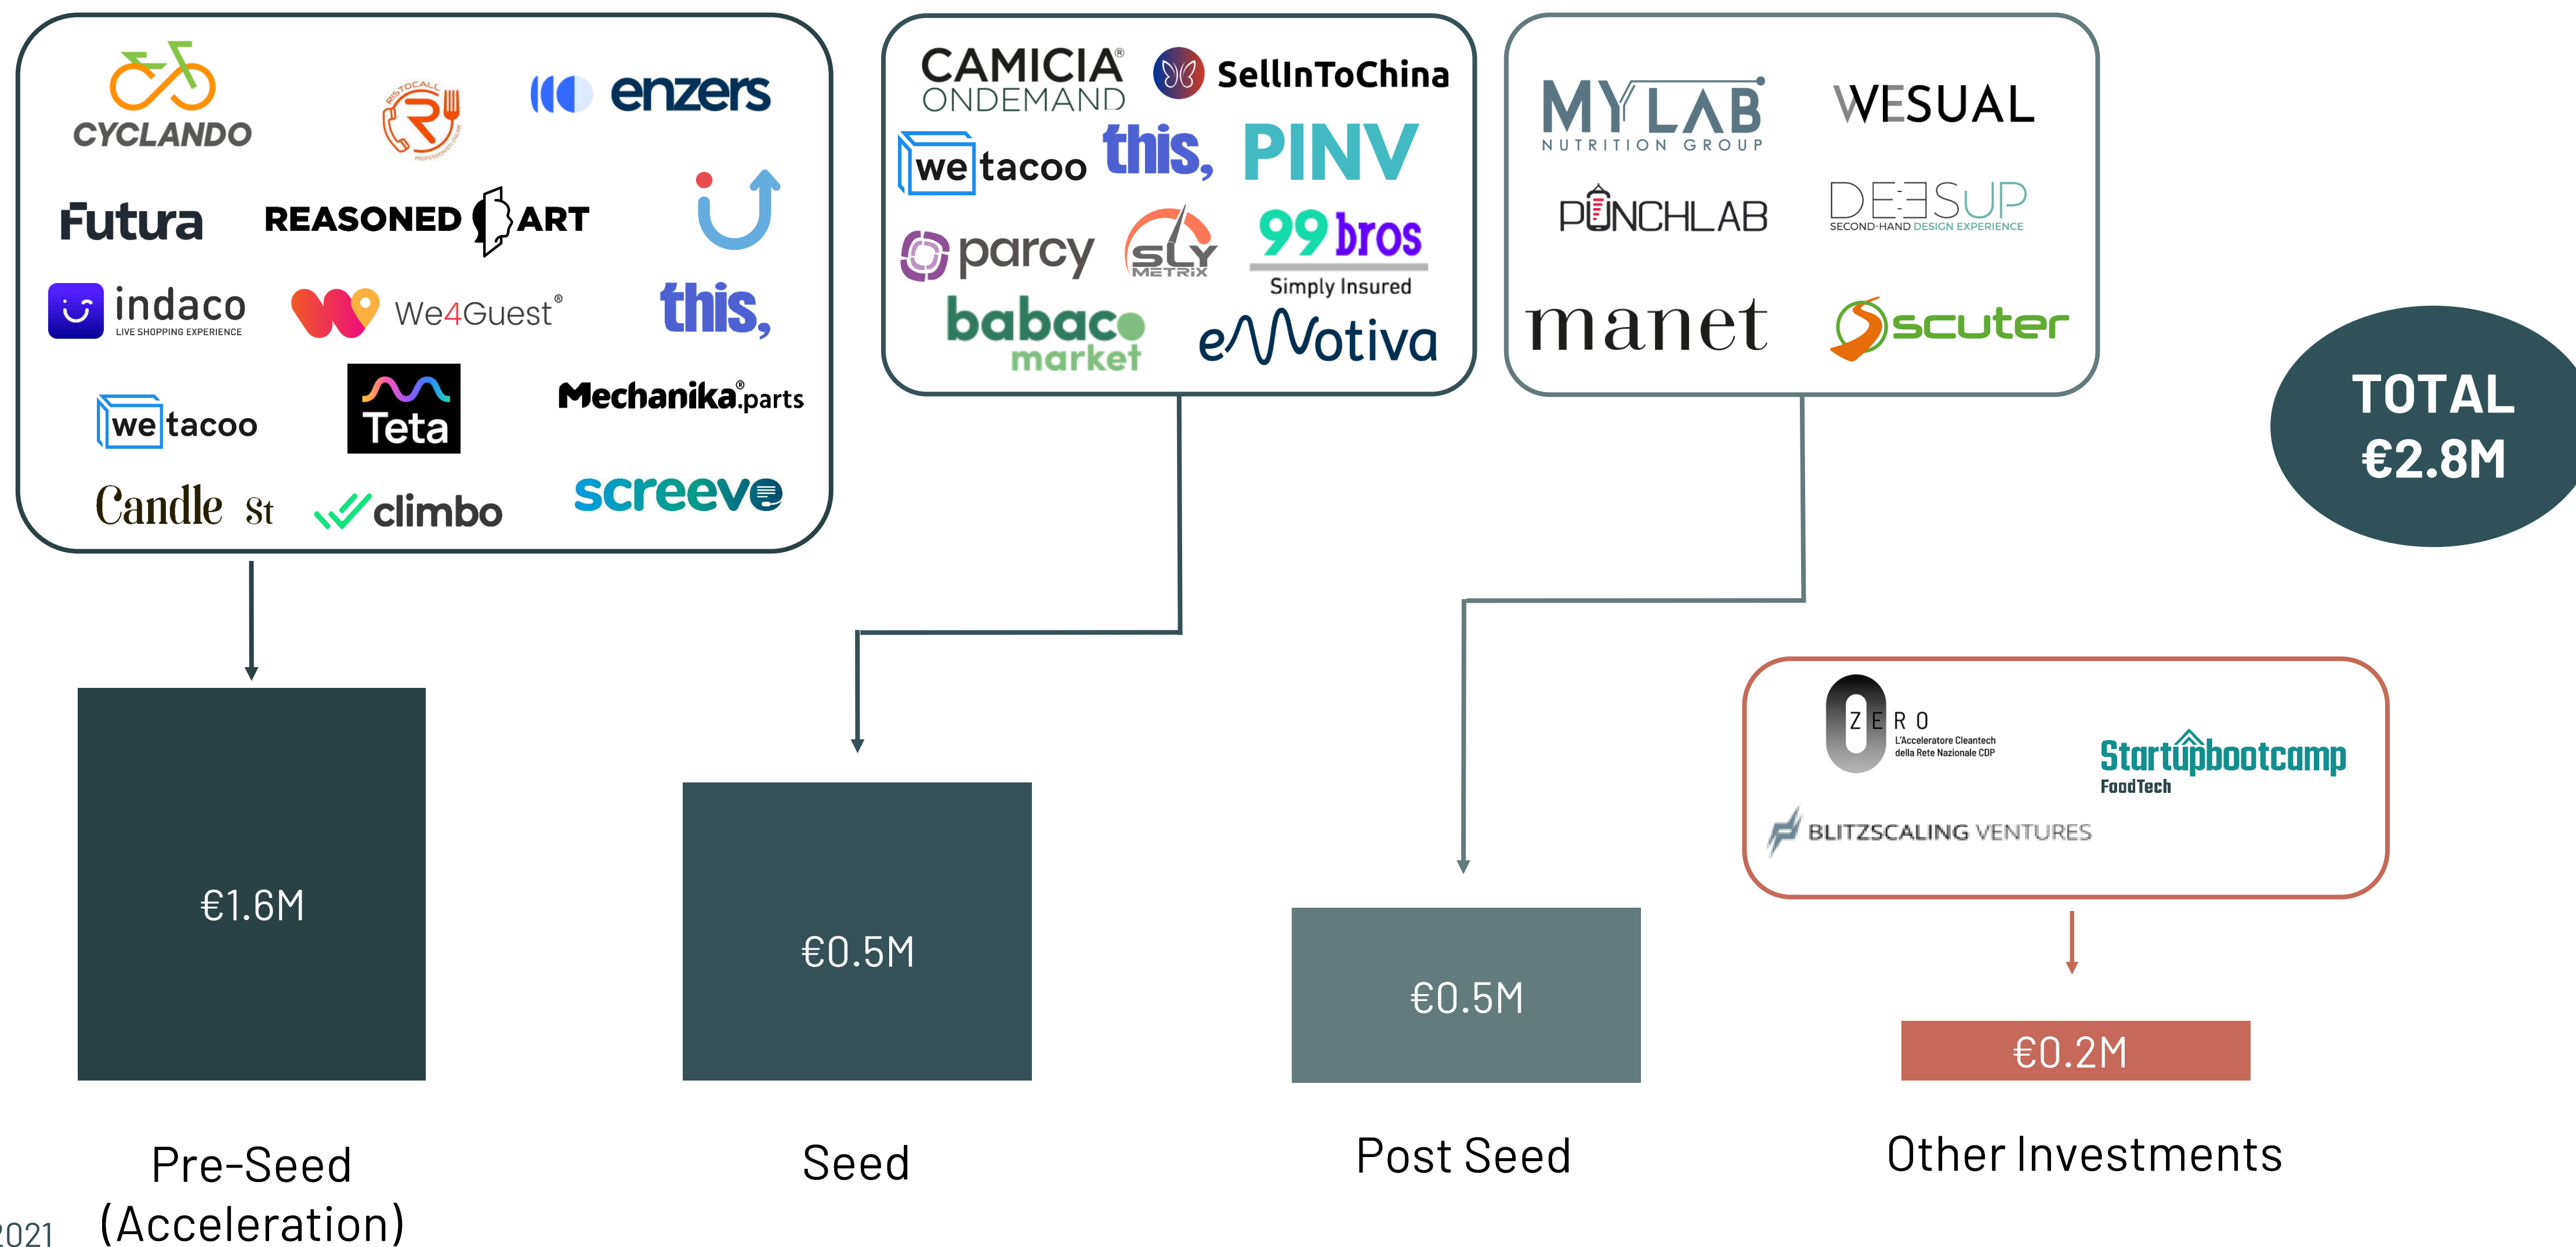 CYCLANDO
RISTOCALL
R
enzers
Futura
REASONED ART
indaco
LIVE SHOPPING EXPERIENCE
We4Guest®
this,
we tacoo
Teta
Mechanika®.parts
Candle St
climbo
screeve
CAMICIA®
ONDEMAND
SellInToChina
we tacoo
this,
PINV
parcy
SLY
METRIX
99 bros
Simply Insured
babaco
market
eMotiva
MYLAB
NUTRITION GROUP
WESUAL
PUNCHLAB
DEESUP
SECOND-HAND DESIGN EXPERIENCE
manet
scuter
TOTAL
€2.8M
ZERO
L'Acceleratore Cleantech
della Rete Nazionale CDP
Startupbootcamp
FoodTech
BLITZSCALING VENTURES
€1.6M
€0.5M
€0.5M
€0.2M
Pre-Seed
(Acceleration)
Seed
Post Seed
Other Investments
2021